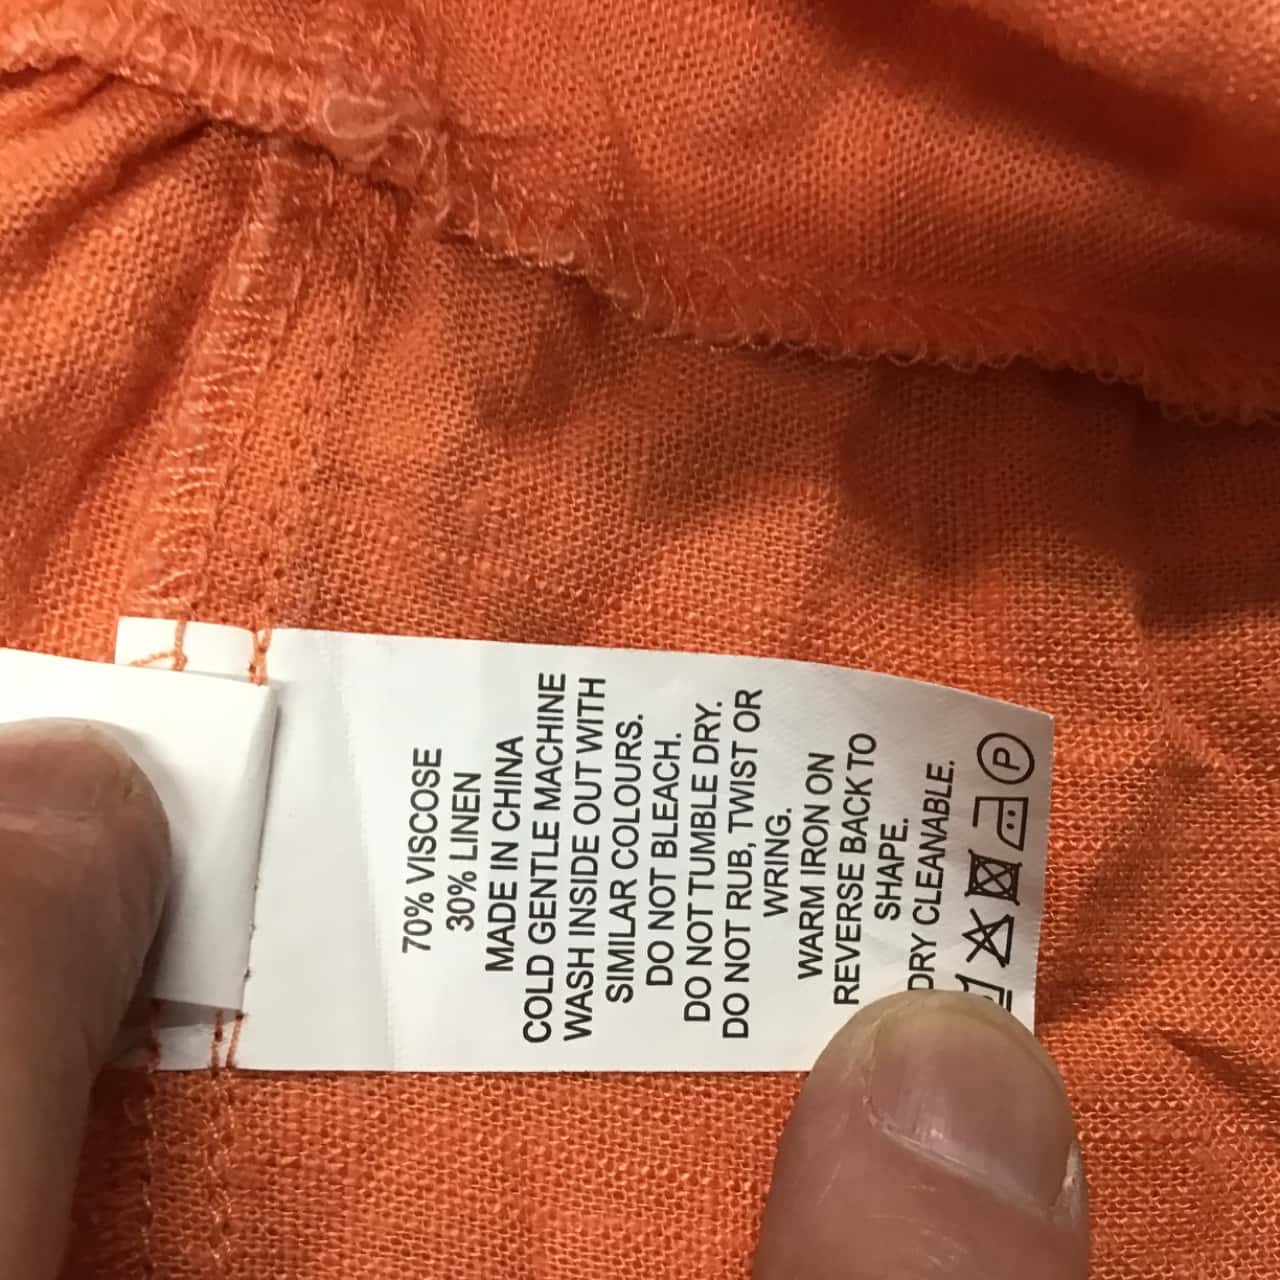 70% VISCOSE
30% LINEN
MADE IN CHINA
COLD GENTLE MACHINE
WASH INSIDE OUT WITH
SIMILAR COLOURS.
DO NOT BLEACH.
DO NOT TUMBLE DRY.
DO NOT RUB, TWIST OR
WRING.
WARM IRON ON
REVERSE BACK TO
SHAPE.
DRY CLEANABLE.
P